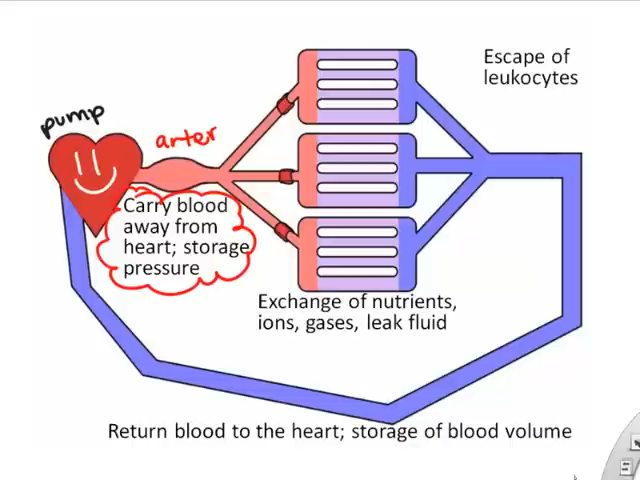 Escape of
leukocytes
pump
arter
Carry blood
away from
heart; storage
pressure
Exchange of nutrients,
ions, gases, leak fluid
Return blood to the heart; storage of blood volume